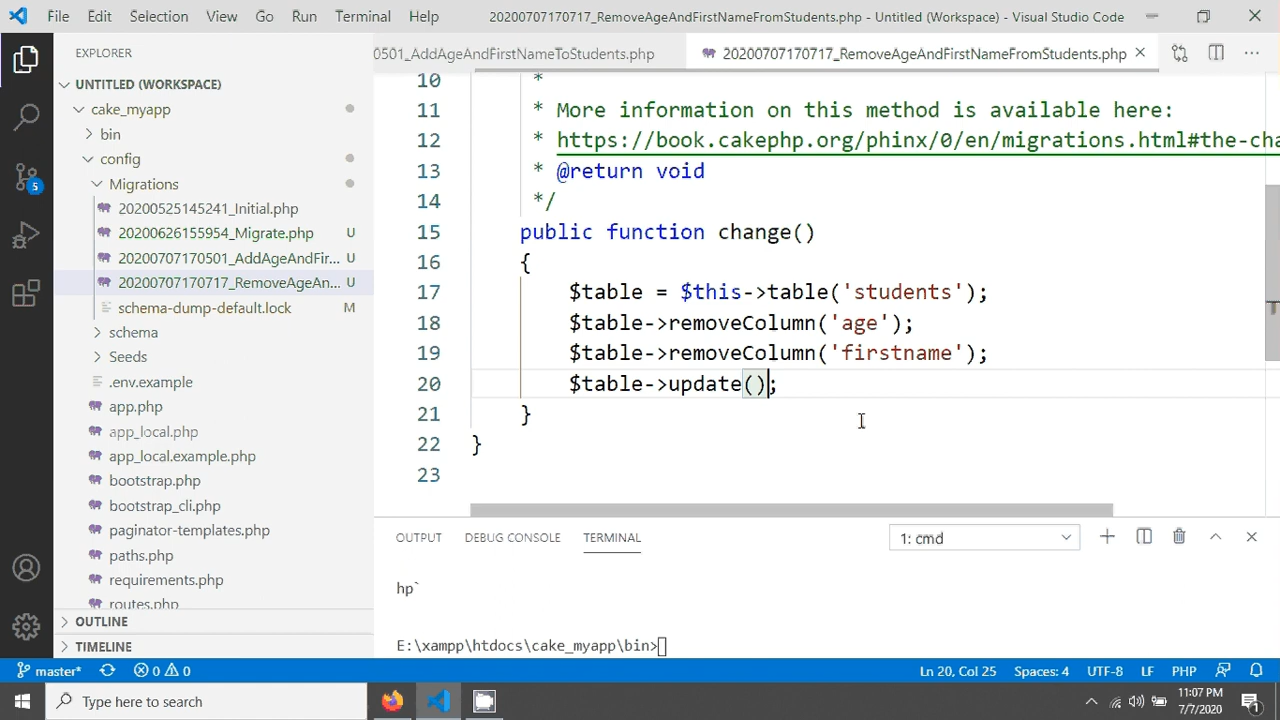 File Edit Selection View Go Run Terminal Help 20200707170717_RemoveAgeAndFirstNameFromStudents.php - Untitled (Workspace) - Visual Studio Code
EXPLORER
0501_AddAgeAndFirstNameToStudents.php
20200707170717_RemoveAgeAndFirstNameFromStudents.php
UNTITLED (WORKSPACE)
cake_myapp
bin
config
Migrations
20200525145241_Initial.php
20200626155954_Migrate.php U
20200707170501_AddAgeAndFir... U
20200707170717_RemoveAgeAn... U
schema-dump-default.lock M
schema
Seeds
.env.example
app.php
app_local.php
app_local.example.php
bootstrap.php
bootstrap_cli.php
paginator-templates.php
paths.php
requirements.php
routes.php
OUTLINE
TIMELINE
5
10 *
11 * More information on this method is available here:
12 * https://book.cakephp.org/phinx/0/en/migrations.html#the-cha
13 * @return void
14 */
15 public function change()
16 {
17 $table = $this->table('students');
18 $table->removeColumn('age');
19 $table->removeColumn('firstname');
20 $table->update();
21 }
22 }
23
OUTPUT DEBUG CONSOLE TERMINAL 1: cmd
hp`
E:\xampp\htdocs\cake_myapp\bin>
master* 0 0 Ln 20, Col 25 Spaces: 4 UTF-8 LF PHP
Type here to search
11:07 PM
7/7/2020
1